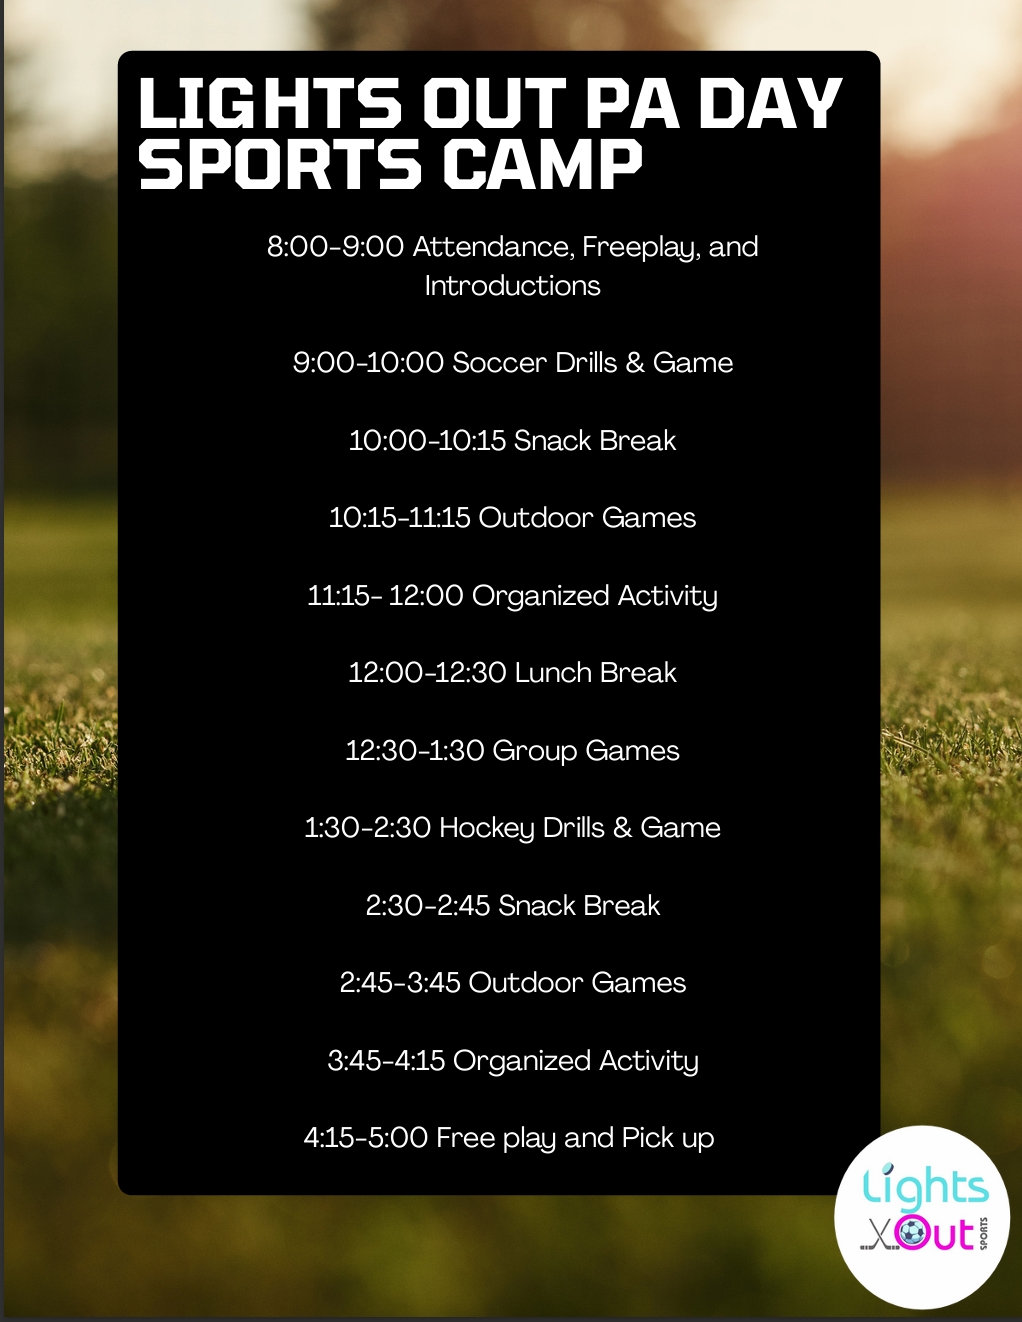 LIGHTS OUT PA DAY
SPORTS CAMP
8:00-9:00 Attendance, Freeplay, and
Introductions
9:00-10:00 Soccer Drills & Game
10:00-10:15 Snack Break
10:15-11:15 Outdoor Games
11:15- 12:00 Organized Activity
12:00-12:30 Lunch Break
12:30-1:30 Group Games
1:30-2:30 Hockey Drills & Game
2:30-2:45 Snack Break
2:45-3:45 Outdoor Games
3:45-4:15 Organized Activity
4:15-5:00 Free play and Pick up
Lights
Out
SPORTS